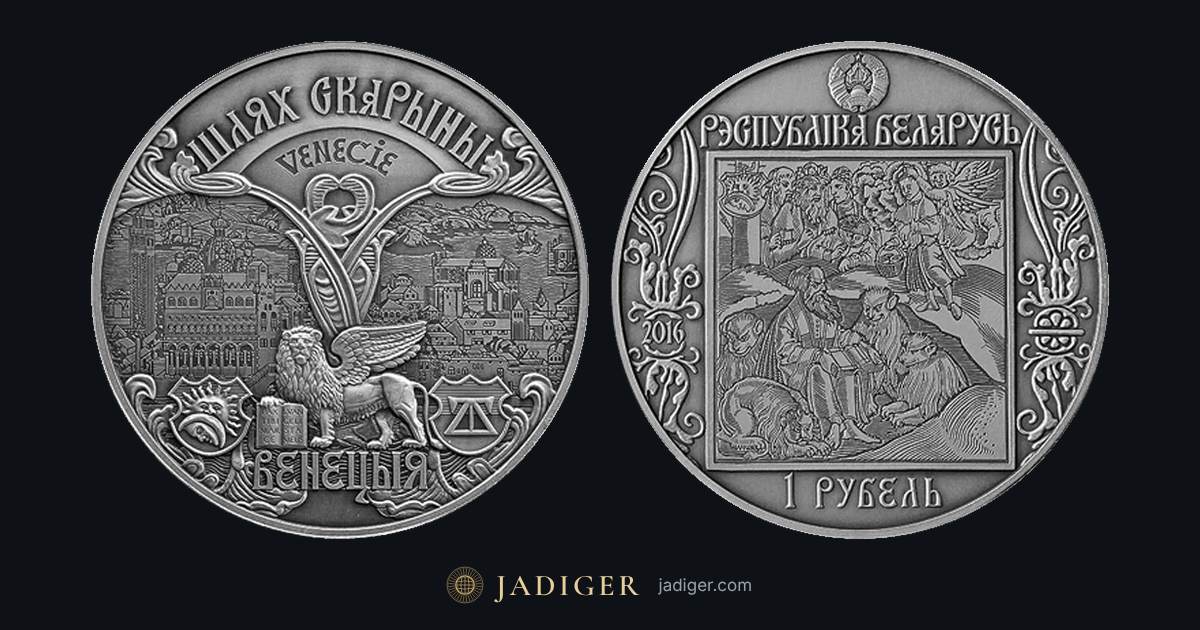 ШЛЯХ СКАРЫНЫ
VENECIE
ВЕНЕЦЫЯ
РЭСПУБЛІКА БЕЛАРУСЬ
2016
1 РУБЕЛЬ
JADIGER jadiger.com